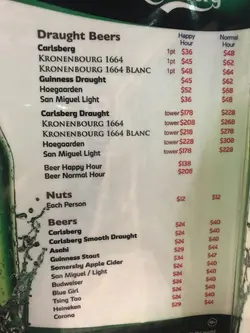 Carlsberg
Draught Beers Happy Hour Normal Hour
Carlsberg 1pt $36 $48
KRONENBOURG 1664 1pt $45 $62
KRONENBOURG 1664 BLANC 1pt $48 $64
Guinness Draught $45 $62
Hoegaarden $52 $68
San Miguel Light $36 $48
Carlsberg Draught tower $178 $228
KRONENBOURG 1664 tower $208 $268
KRONENBOURG 1664 BLANC tower $218 $278
Hoegaarden tower $228 $308
San Miguel Light tower $178 $228
Beer Happy Hour $138
Beer Normal Hour $208
Nuts
Each Person $12 $12
Beers
Carlsberg $24 $40
Carlsberg Smooth Draught $24 $40
Asahi $29 $44
Guinness Stout $34 $47
Somersby Apple Cider $24 $40
San Miguel / Light $24 $40
Budweiser $24 $40
Blue Girl $24 $40
Tsing Tao $24 $40
Heineken $24 $40
Corona $29 $44